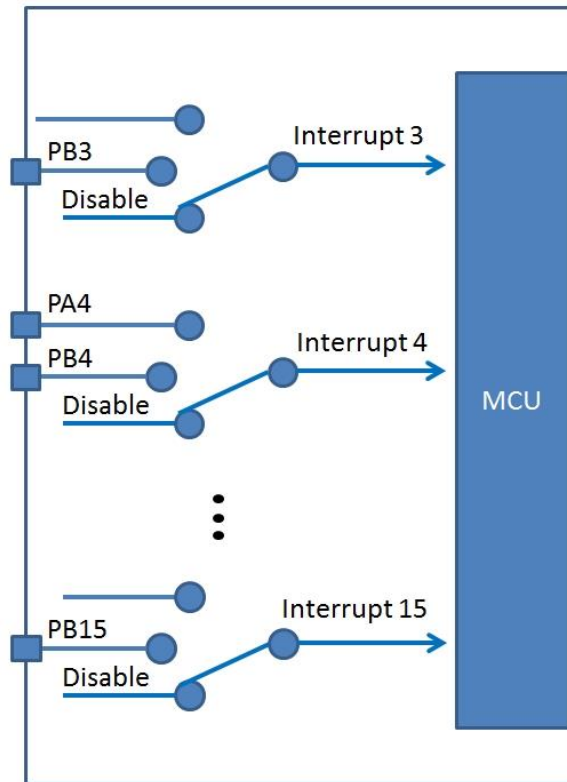 Interrupt 3
PB3
Disable
PA4
Interrupt 4
PB4
Disable
MCU
Interrupt 15
PB15
Disable